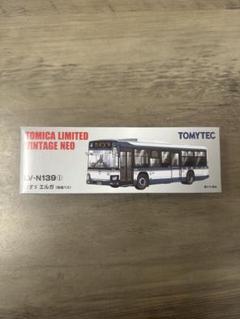 TOMICA LIMITED
VINTAGE NEO
TOMYTEC
LV-N139
いすゞ エルガ